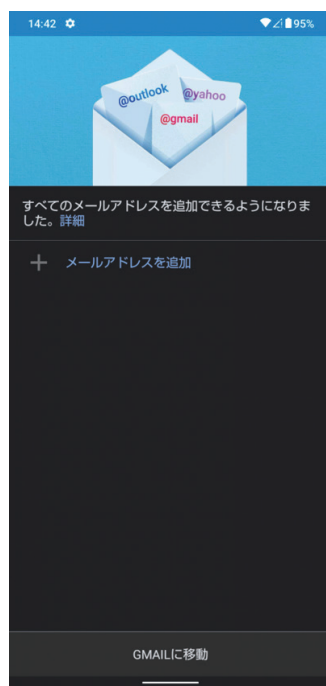 14:42 95%
@outlook @yahoo
@gmail
すべてのメールアドレスを追加できるようになりま
した。詳細
メールアドレスを追加
GMAILに移動